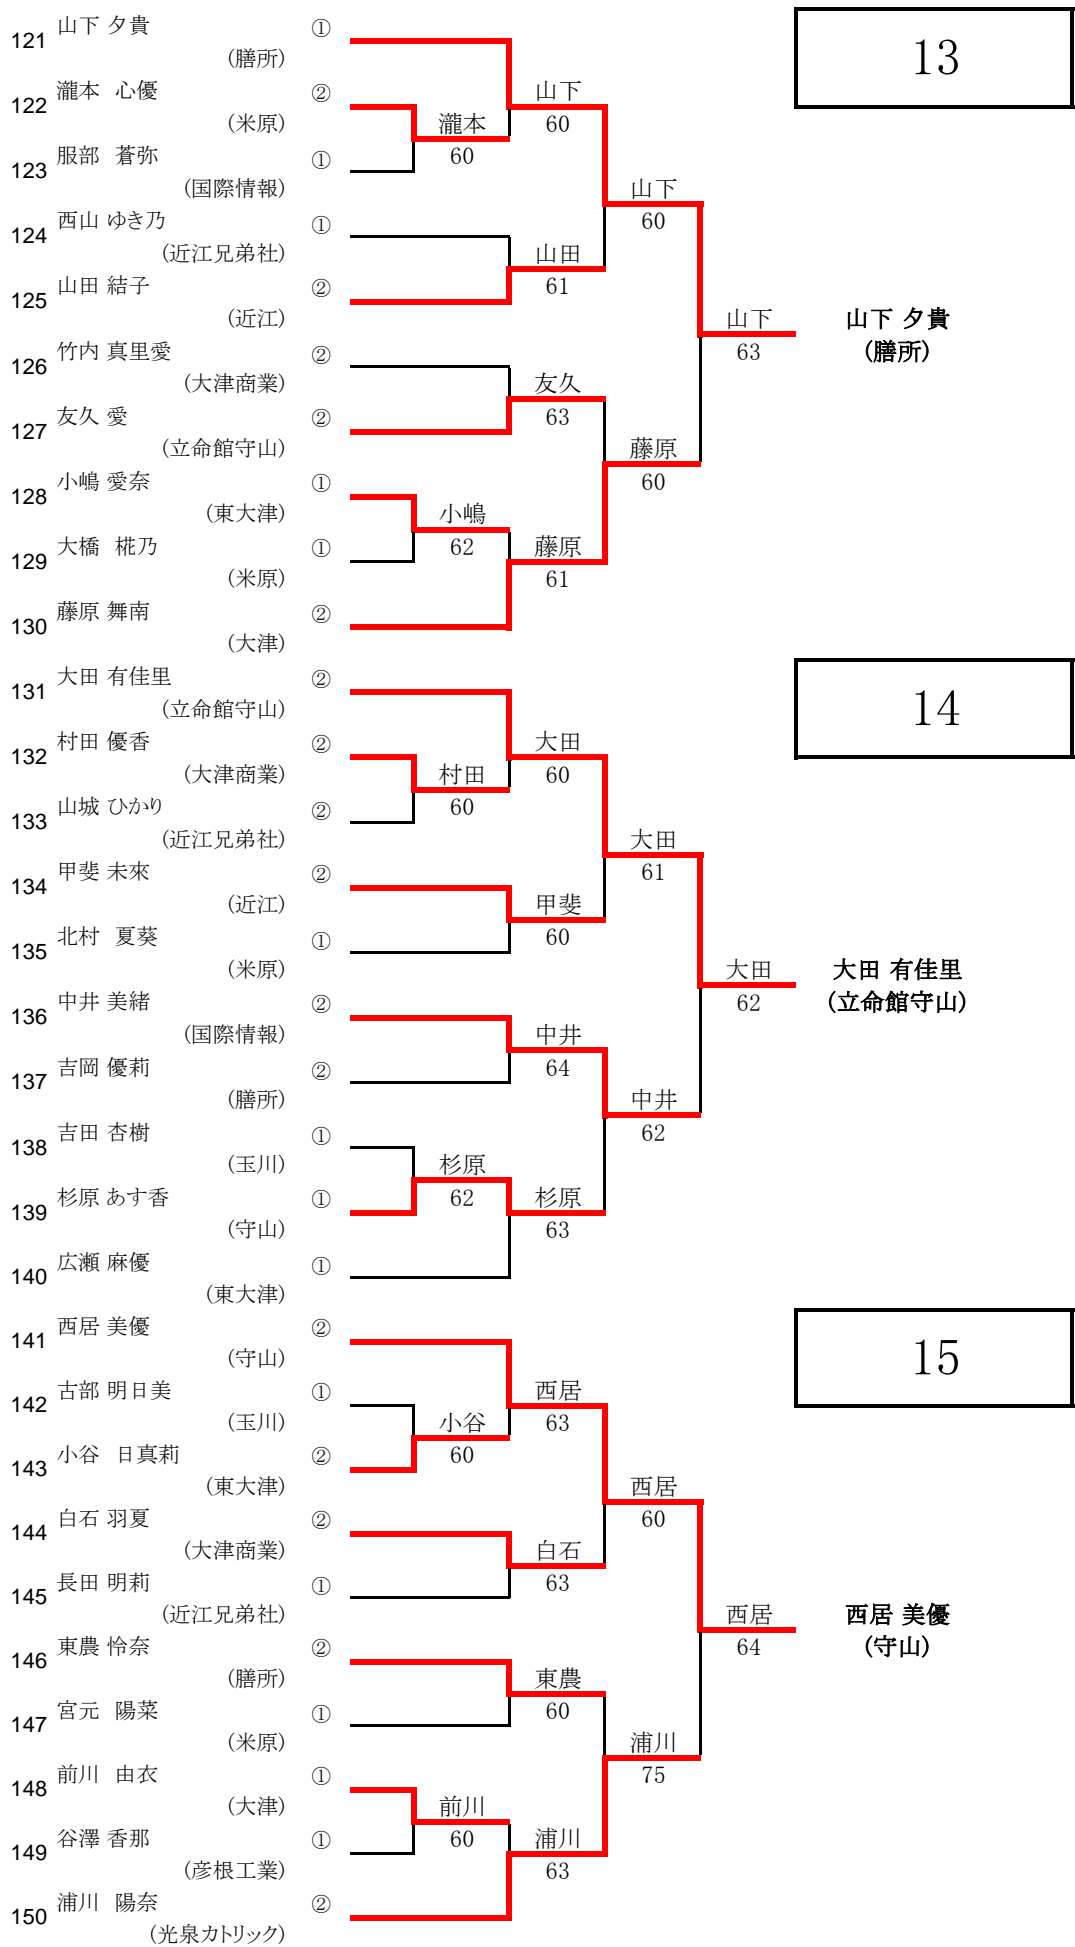 13
121 山下 夕貴 ①
(膳所)
122 瀧本 心優 ②
(米原)
123 服部 蒼弥 ①
(国際情報)
124 西山 ゆき乃 ①
(近江兄弟社)
125 山田 結子 ②
(近江)
126 竹内 真里愛 ②
(大津商業)
127 友久 愛 ②
(立命館守山)
128 小嶋 愛奈 ①
(東大津)
129 大橋 椛乃 ①
(米原)
130 藤原 舞南 ②
(大津)
瀧本
60
小嶋
62
山下
60
山田
61
友久
63
藤原
61
山下
60
藤原
60
山下
63
山下 夕貴
(膳所)
14
131 大田 有佳里 ②
(立命館守山)
132 村田 優香 ②
(大津商業)
133 山城 ひかり ②
(近江兄弟社)
134 甲斐 未來 ②
(近江)
135 北村 夏葵 ①
(米原)
136 中井 美緒 ②
(国際情報)
137 吉岡 優莉 ②
(膳所)
138 吉田 杏樹 ①
(玉川)
139 杉原 あす香 ①
(守山)
140 広瀬 麻優 ①
(東大津)
村田
60
杉原
62
大田
60
甲斐
60
中井
64
杉原
63
大田
61
中井
62
大田
62
大田 有佳里
(立命館守山)
15
141 西居 美優 ②
(守山)
142 古部 明日美 ①
(玉川)
143 小谷 日真莉 ②
(東大津)
144 白石 羽夏 ②
(大津商業)
145 長田 明莉 ①
(近江兄弟社)
146 東農 怜奈 ②
(膳所)
147 宮元 陽菜 ①
(米原)
148 前川 由衣 ①
(大津)
149 谷澤 香那 ①
(彦根工業)
150 浦川 陽奈 ②
(光泉カトリック)
小谷
60
前川
60
西居
63
白石
63
東農
60
浦川
63
西居
60
浦川
75
西居
64
西居 美優
(守山)